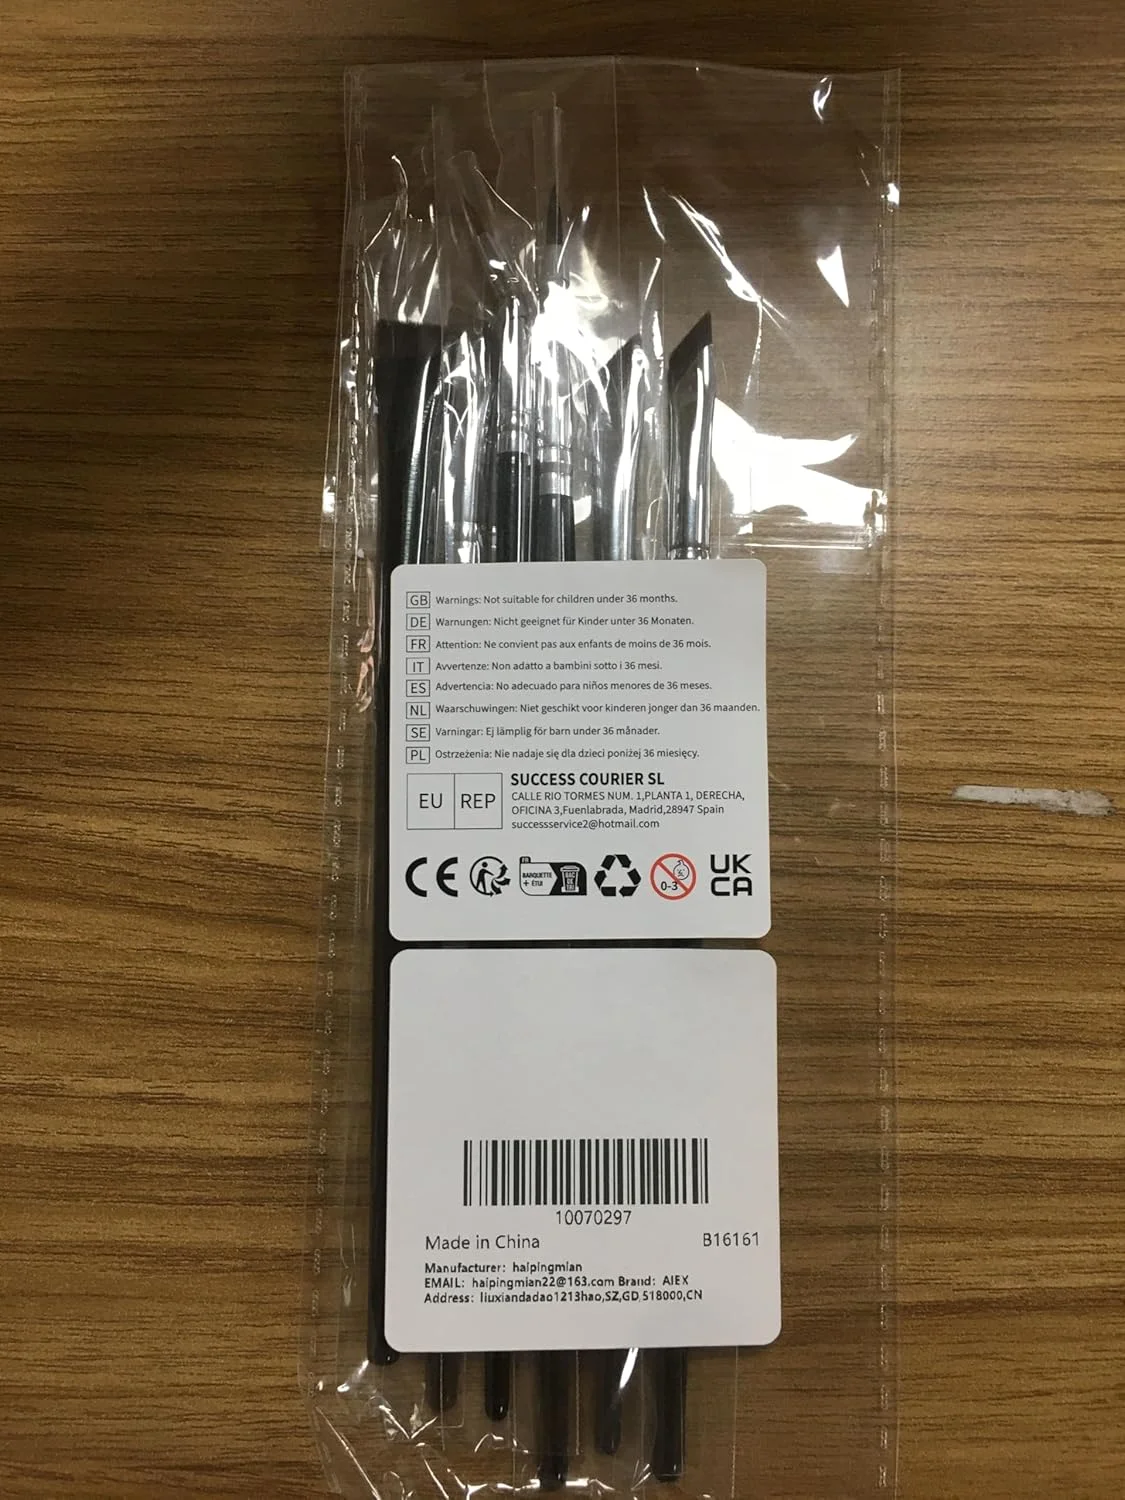 GB Warnings: Not suitable for children under 36 months.
DE Warnungen: Nicht geeignet für Kinder unter 36 Monaten.
FR Attention: Ne convient pas aux enfants de moins de 36 mois.
IT Avvertenze: Non adatto a bambini sotto i 36 mesi.
ES Advertencia: No adecuado para niños menores de 36 meses.
NL Waarschuwingen: Niet geschikt voor kinderen jonger dan 36 maanden.
SE Varningar: Ej lämplig för barn under 36 månader.
PL Ostrzeżenia: Nie nadaje się dla dzieci poniżej 36 miesięcy.
EU REP
SUCCESS COURIER SL
CALLE RIO TORMES NUM. 1,PLANTA 1, DERECHA,
OFICINA 3,Fuenlabrada, Madrid,28947 Spain
successservice2@hotmail.com
CE
FR
BARQUETTE
+ ÉTUI
BAC
DE
TRI
0-3
UK
CA
10070297
Made in China B16161
Manufacturer: haipingmian
EMAIL: haipingmian22@163.com Brand: AIEX
Address: liuxiandadao1213hao,SZ,GD,518000,CN